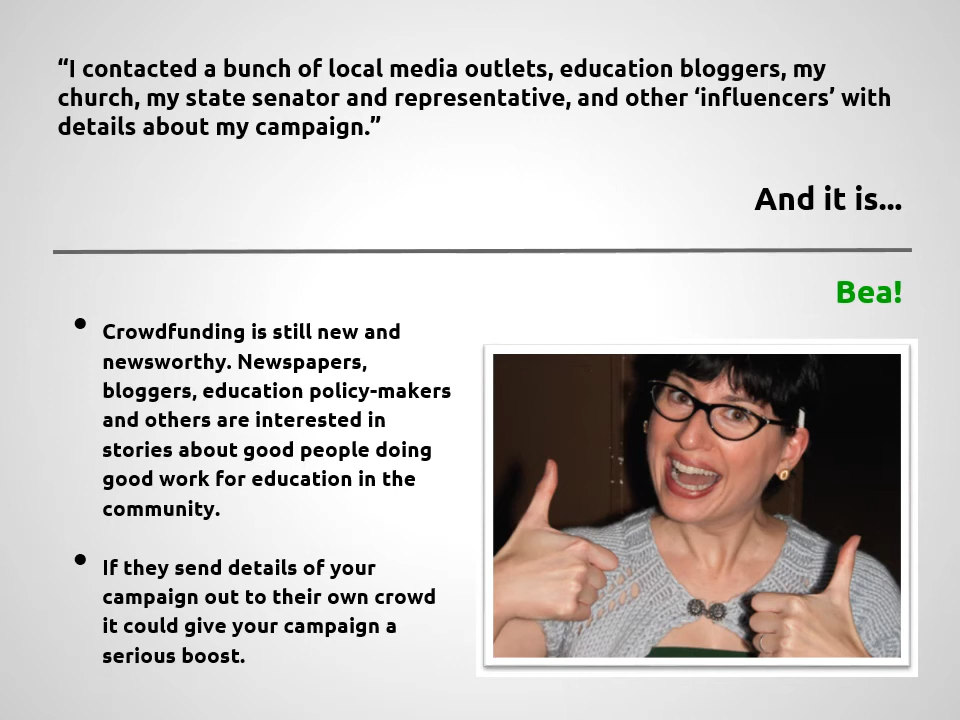 “I contacted a bunch of local media outlets, education bloggers, my
church, my state senator and representative, and other ‘influencers’ with
details about my campaign.”
And it is...
Bea!
• Crowdfunding is still new and
newsworthy. Newspapers,
bloggers, education policy-makers
and others are interested in
stories about good people doing
good work for education in the
community.
• If they send details of your
campaign out to their own crowd
it could give your campaign a
serious boost.